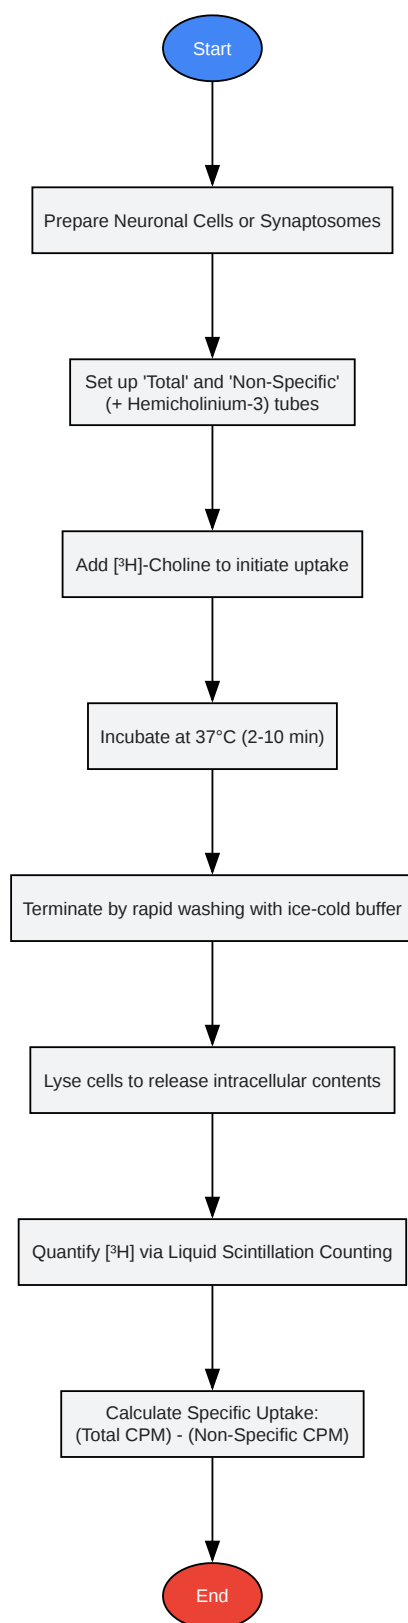 Start
Prepare Neuronal Cells or Synaptosomes
Set up 'Total' and 'Non-Specific'
(+ Hemicholinium-3) tubes
Add [³H]-Choline to initiate uptake
Incubate at 37°C (2-10 min)
Terminate by rapid washing with ice-cold buffer
Lyse cells to release intracellular contents
Quantify [³H] via Liquid Scintillation Counting
Calculate Specific Uptake:
(Total CPM) - (Non-Specific CPM)
End